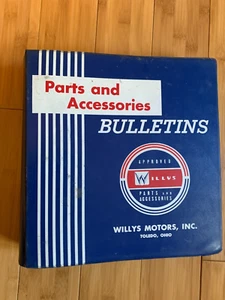 Parts and
Accessories
BULLETINS
APPROVED
W WILLYS
PARTS AND
ACCESSORIES
WILLYS MOTORS, INC.
TOLEDO, OHIO